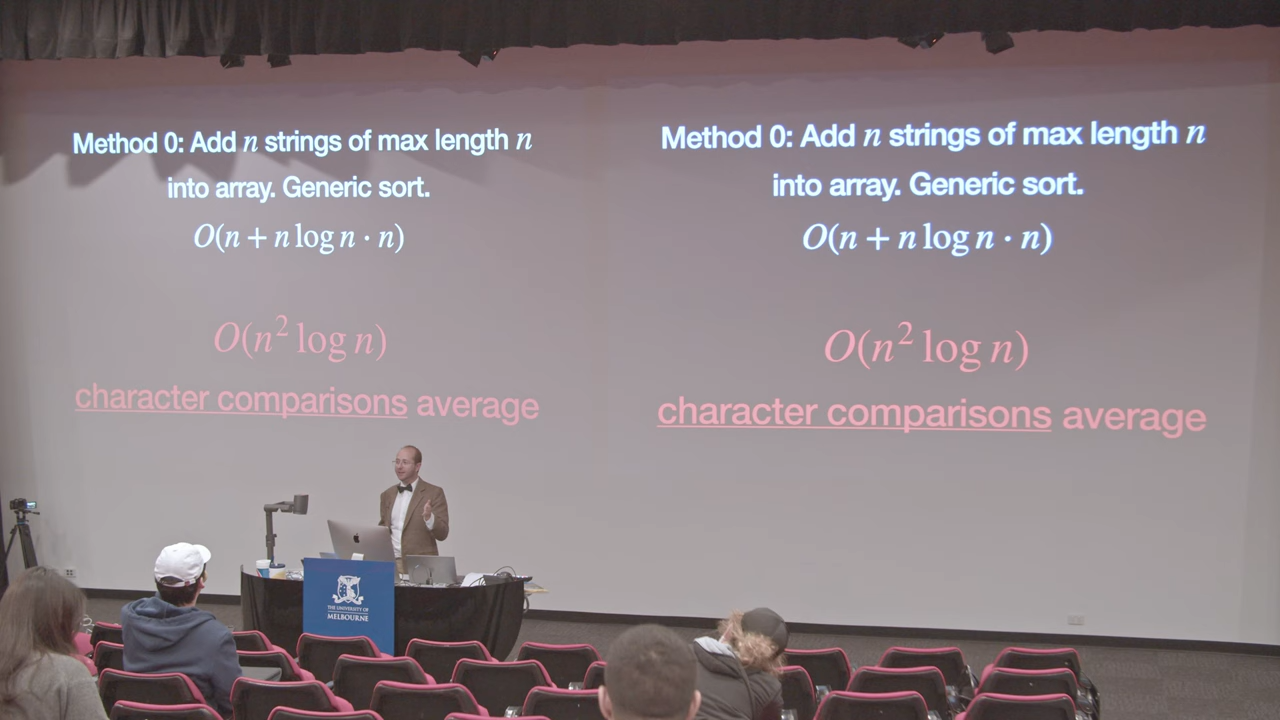 Method 0: Add n strings of max length n
into array. Generic sort.
O(n + n log n · n)
O(n² log n)
character comparisons average
Method 0: Add n strings of max length n
into array. Generic sort.
O(n + n log n · n)
O(n² log n)
character comparisons average
THE UNIVERSITY OF
MELBOURNE